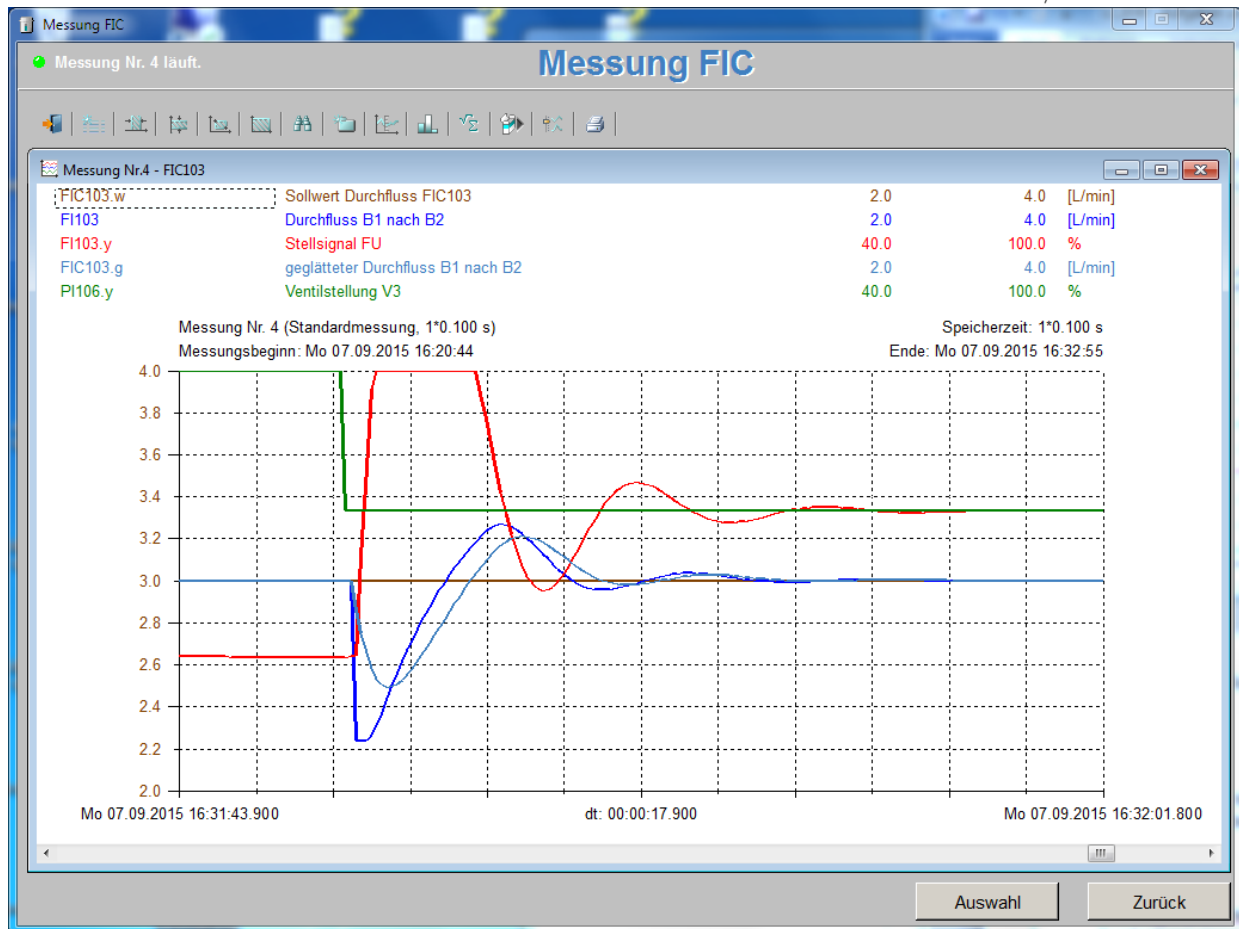 Messung FIC
Messung Nr. 4 läuft.
Messung FIC
Messung Nr.4 - FIC103
FIC103.w Sollwert Durchfluss FIC103 2.0 4.0 [L/min]
FI103 Durchfluss B1 nach B2 2.0 4.0 [L/min]
FI103.y Stellsignal FU 40.0 100.0 %
FIC103.g geglätteter Durchfluss B1 nach B2 2.0 4.0 [L/min]
PI106.y Ventilstellung V3 40.0 100.0 %
Messung Nr. 4 (Standardmessung, 1*0.100 s) Speicherzeit: 1*0.100 s
Messungsbeginn: Mo 07.09.2015 16:20:44 Ende: Mo 07.09.2015 16:32:55
4.0
3.8
3.6
3.4
3.2
3.0
2.8
2.6
2.4
2.2
2.0
Mo 07.09.2015 16:31:43.900 dt: 00:00:17.900 Mo 07.09.2015 16:32:01.800
Auswahl Zurück